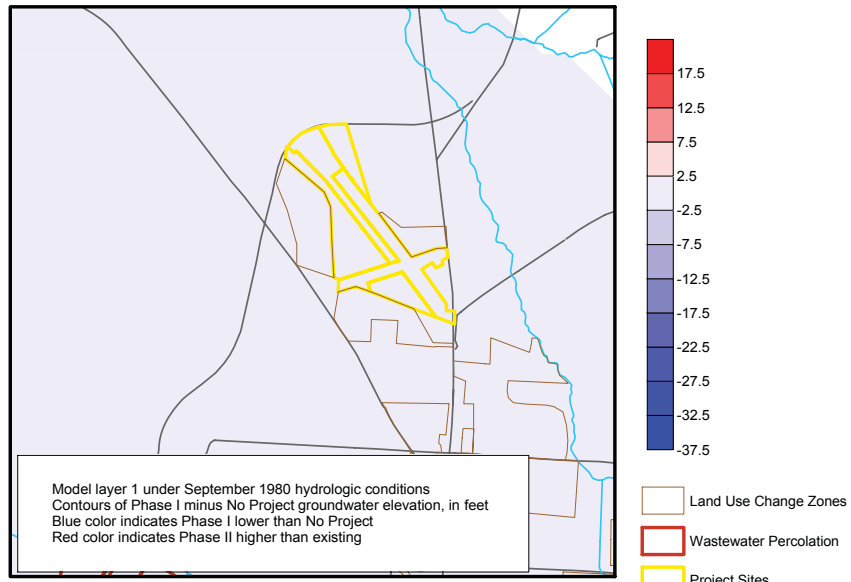 17.5
12.5
7.5
2.5
-2.5
-7.5
-12.5
-17.5
-22.5
-27.5
-32.5
-37.5
Model layer 1 under September 1980 hydrologic conditions
Contours of Phase I minus No Project groundwater elevation, in feet
Blue color indicates Phase I lower than No Project
Red color indicates Phase II higher than existing
Land Use Change Zones
Wastewater Percolation
Project Sites